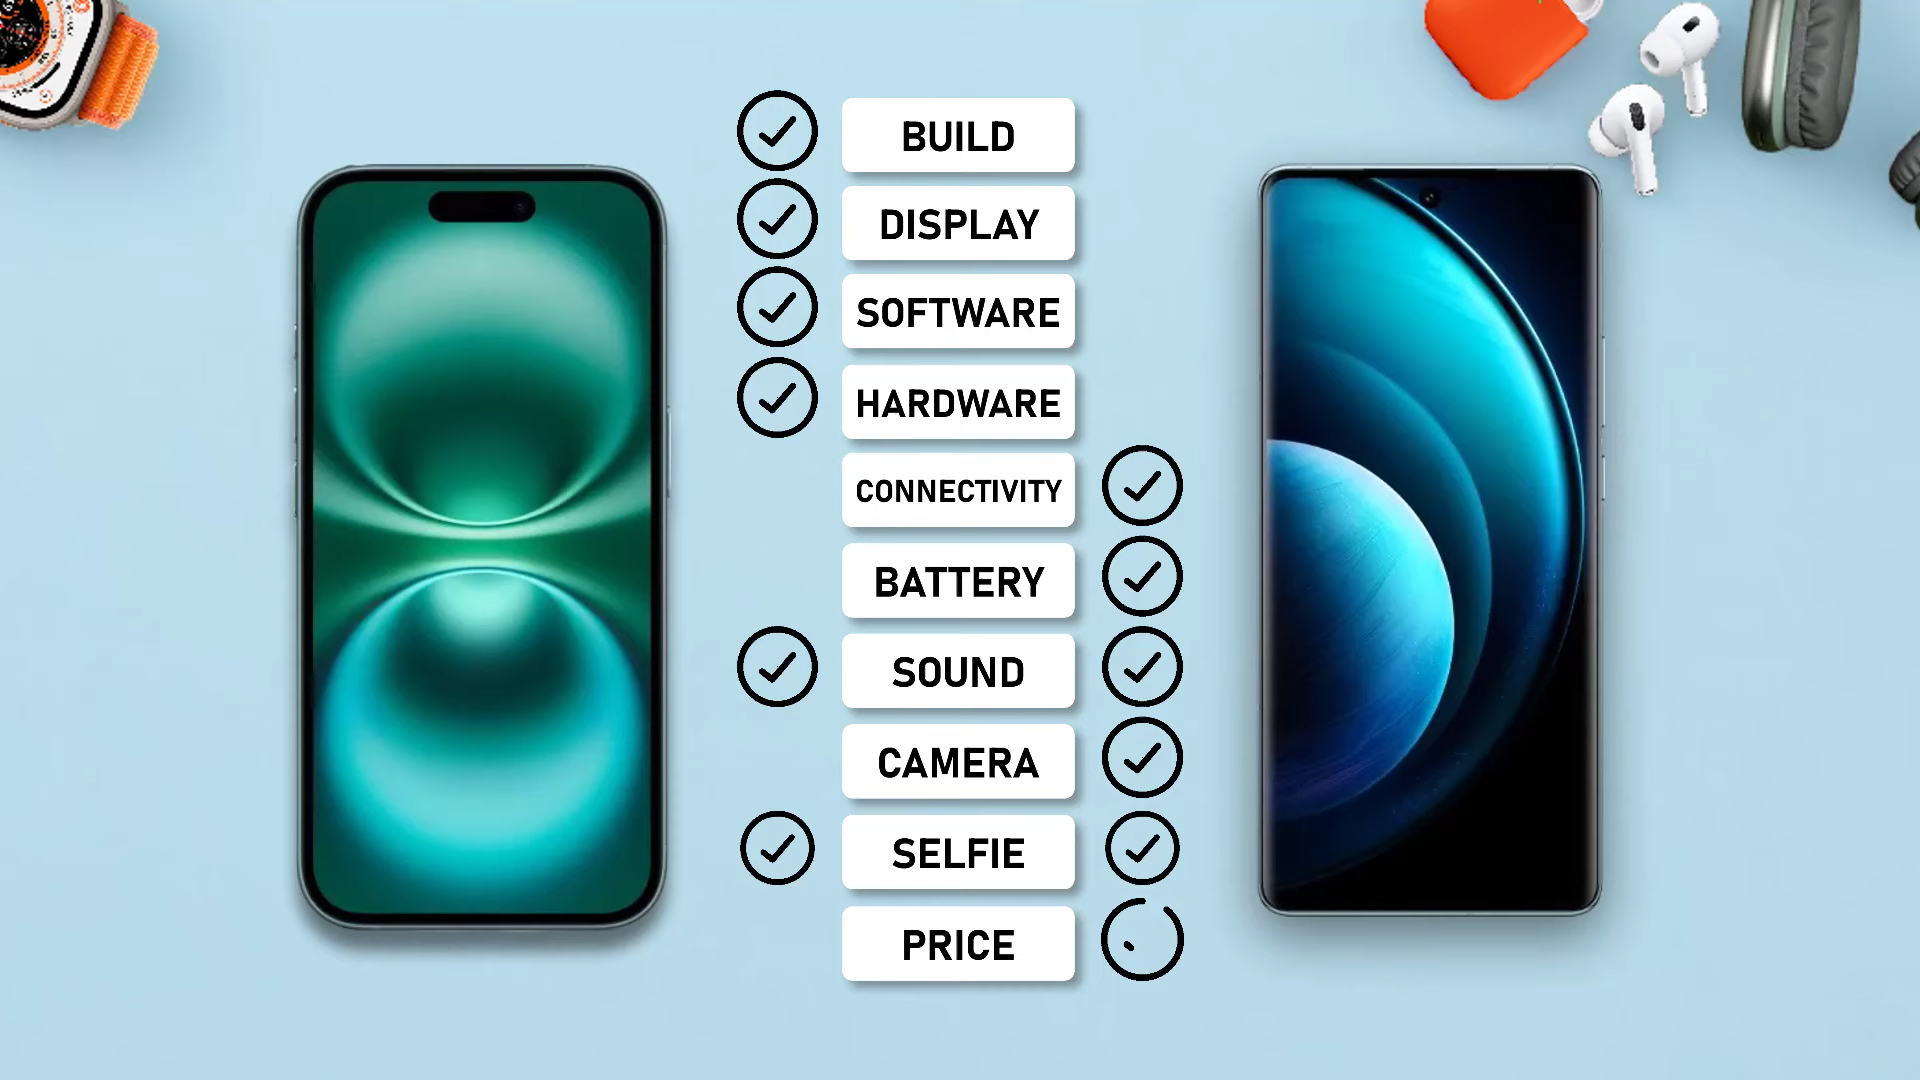 BUILD
DISPLAY
SOFTWARE
HARDWARE
CONNECTIVITY
BATTERY
SOUND
CAMERA
SELFIE
PRICE